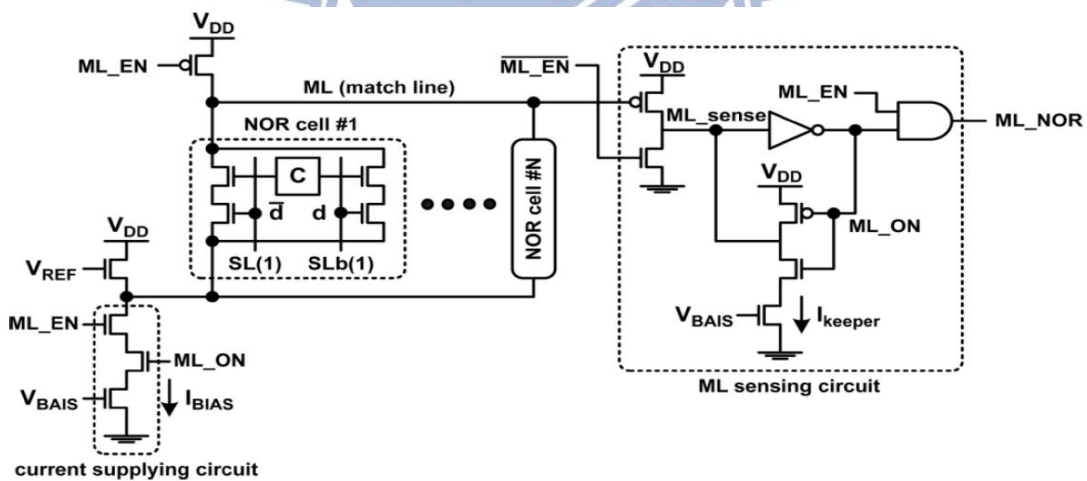 VDD
ML_EN
ML (match line)
NOR cell #1
C
d̅
d
SL(1)
SLb(1)
NOR cell #N
VDD
VREF
ML_EN
ML_ON
VBAIS
IBIAS
current supplying circuit
M̅L̅_̅E̅N̅
VDD
ML_sense
ML_EN
ML_NOR
VDD
ML_ON
VBAIS
Ikeeper
ML sensing circuit